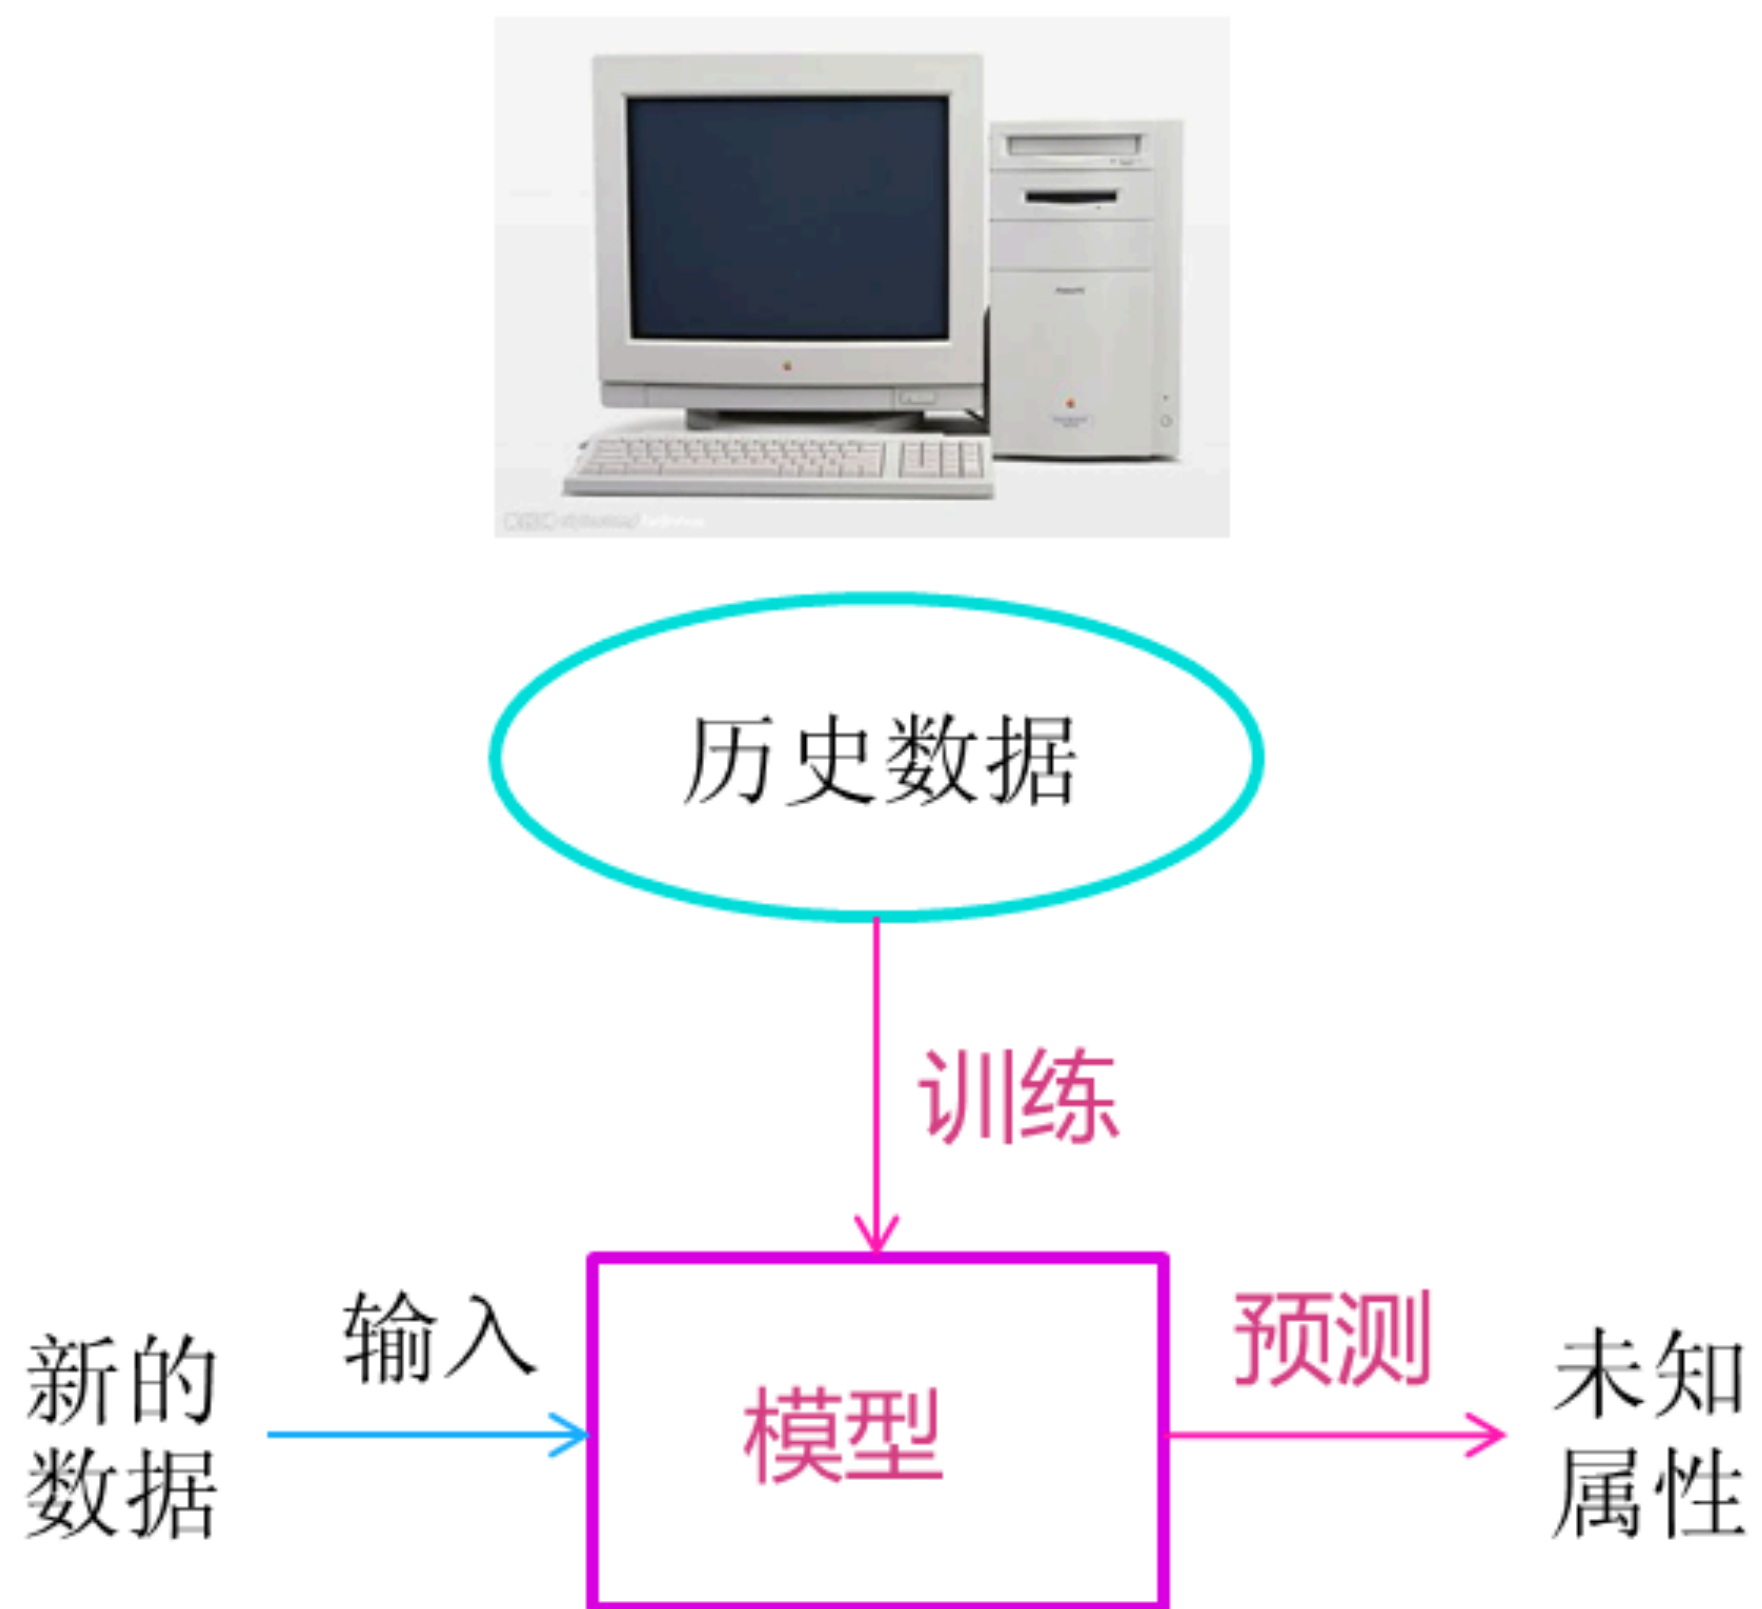 历史数据
训练
输入
预测
新的
数据
模型
未知
属性